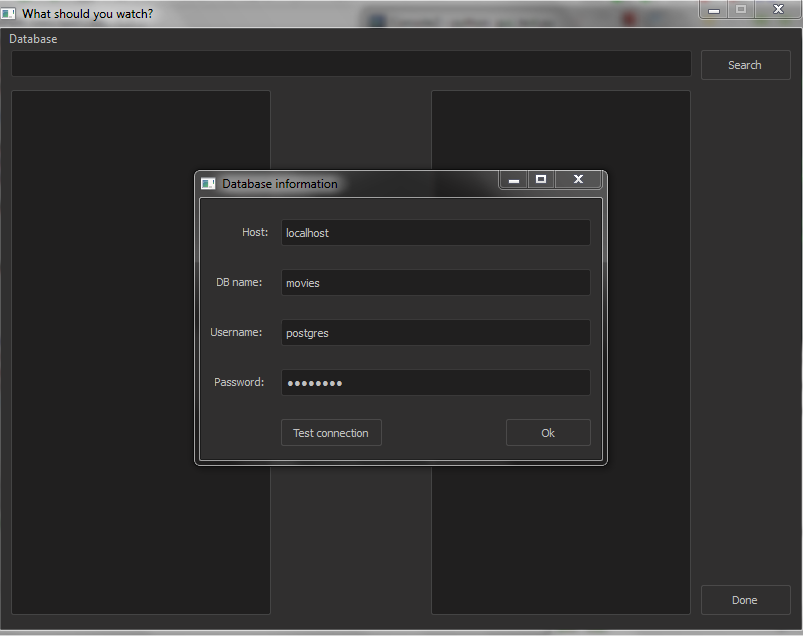 What should you watch?
Database
Search
Database information
Host: localhost
DB name: movies
Username: postgres
Password: ●●●●●●●●
Test connection Ok
Done